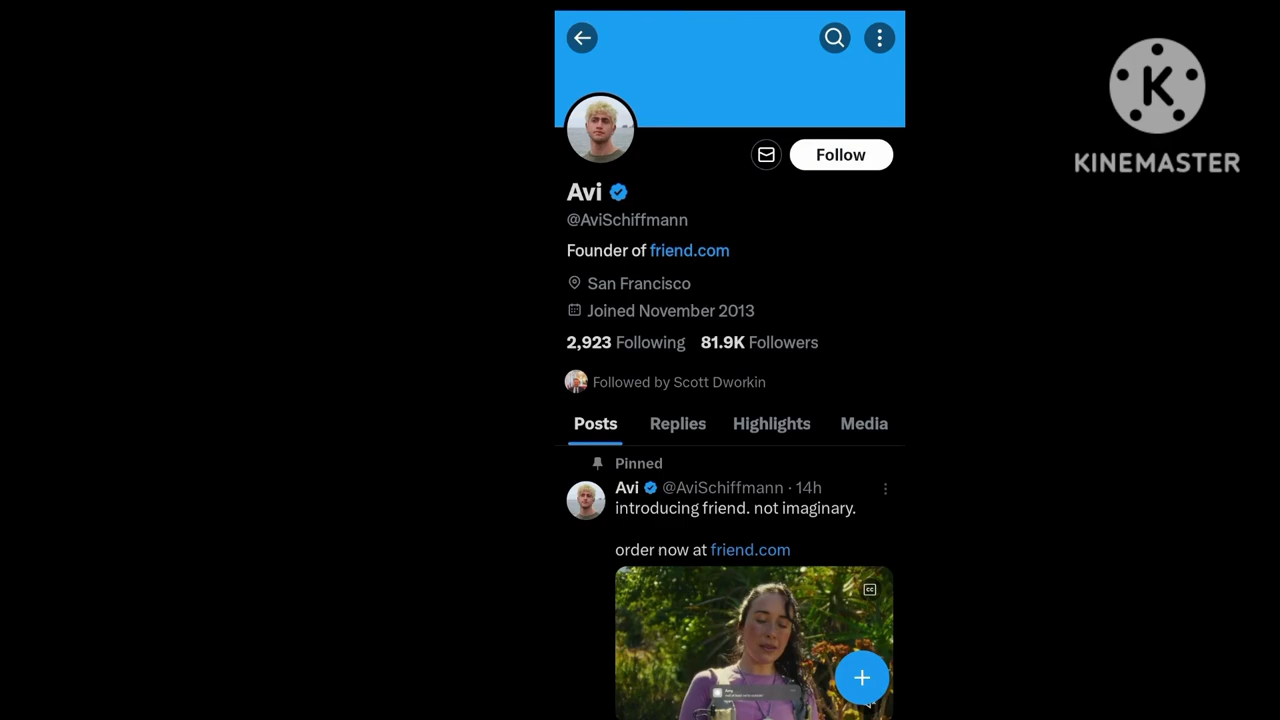 KINEMASTER
Follow
Avi
@AviSchiffmann
Founder of friend.com
San Francisco
Joined November 2013
2,923 Following 81.9K Followers
Followed by Scott Dworkin
Posts Replies Highlights Media
Pinned
Avi @AviSchiffmann · 14h
introducing friend. not imaginary.
order now at friend.com
CC